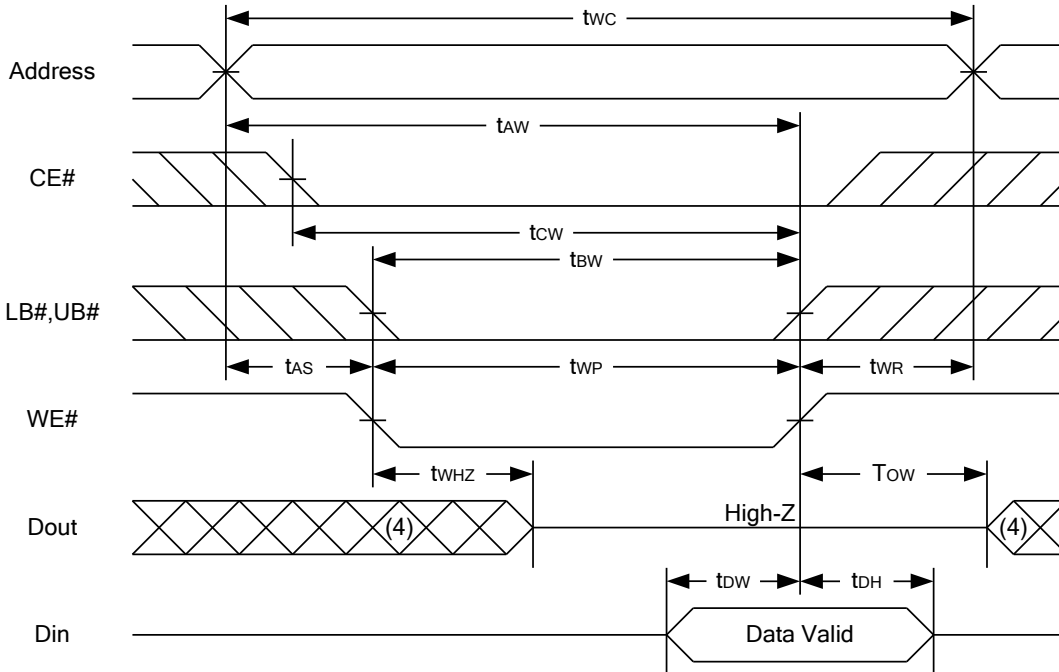 tWC
Address
tAW
CE#
tCW
tBW
LB#,UB#
tAS
tWP
tWR
WE#
tWHZ
TOW
Dout
(4)
High-Z
(4)
tDW
tDH
Din
Data Valid